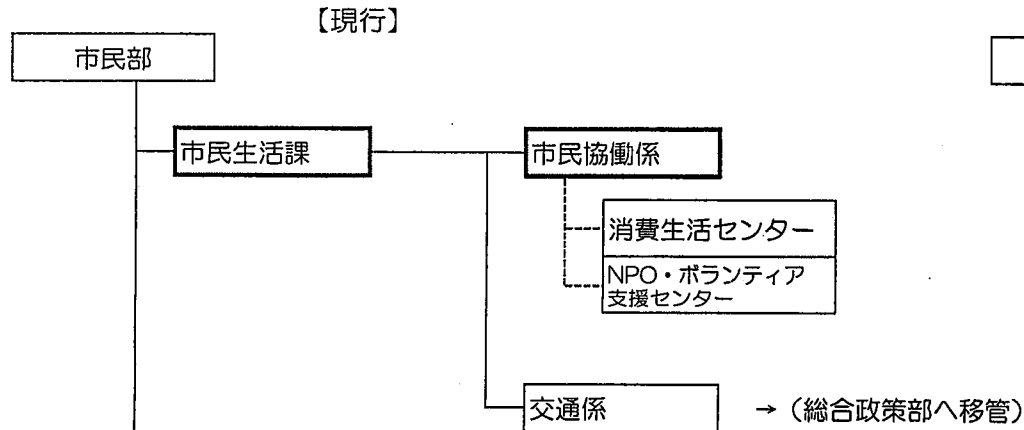 【現行】
市民部
市民生活課
市民協働係
消費生活センター
NPO・ボランティア
支援センター
交通係
→（総合政策部へ移管）